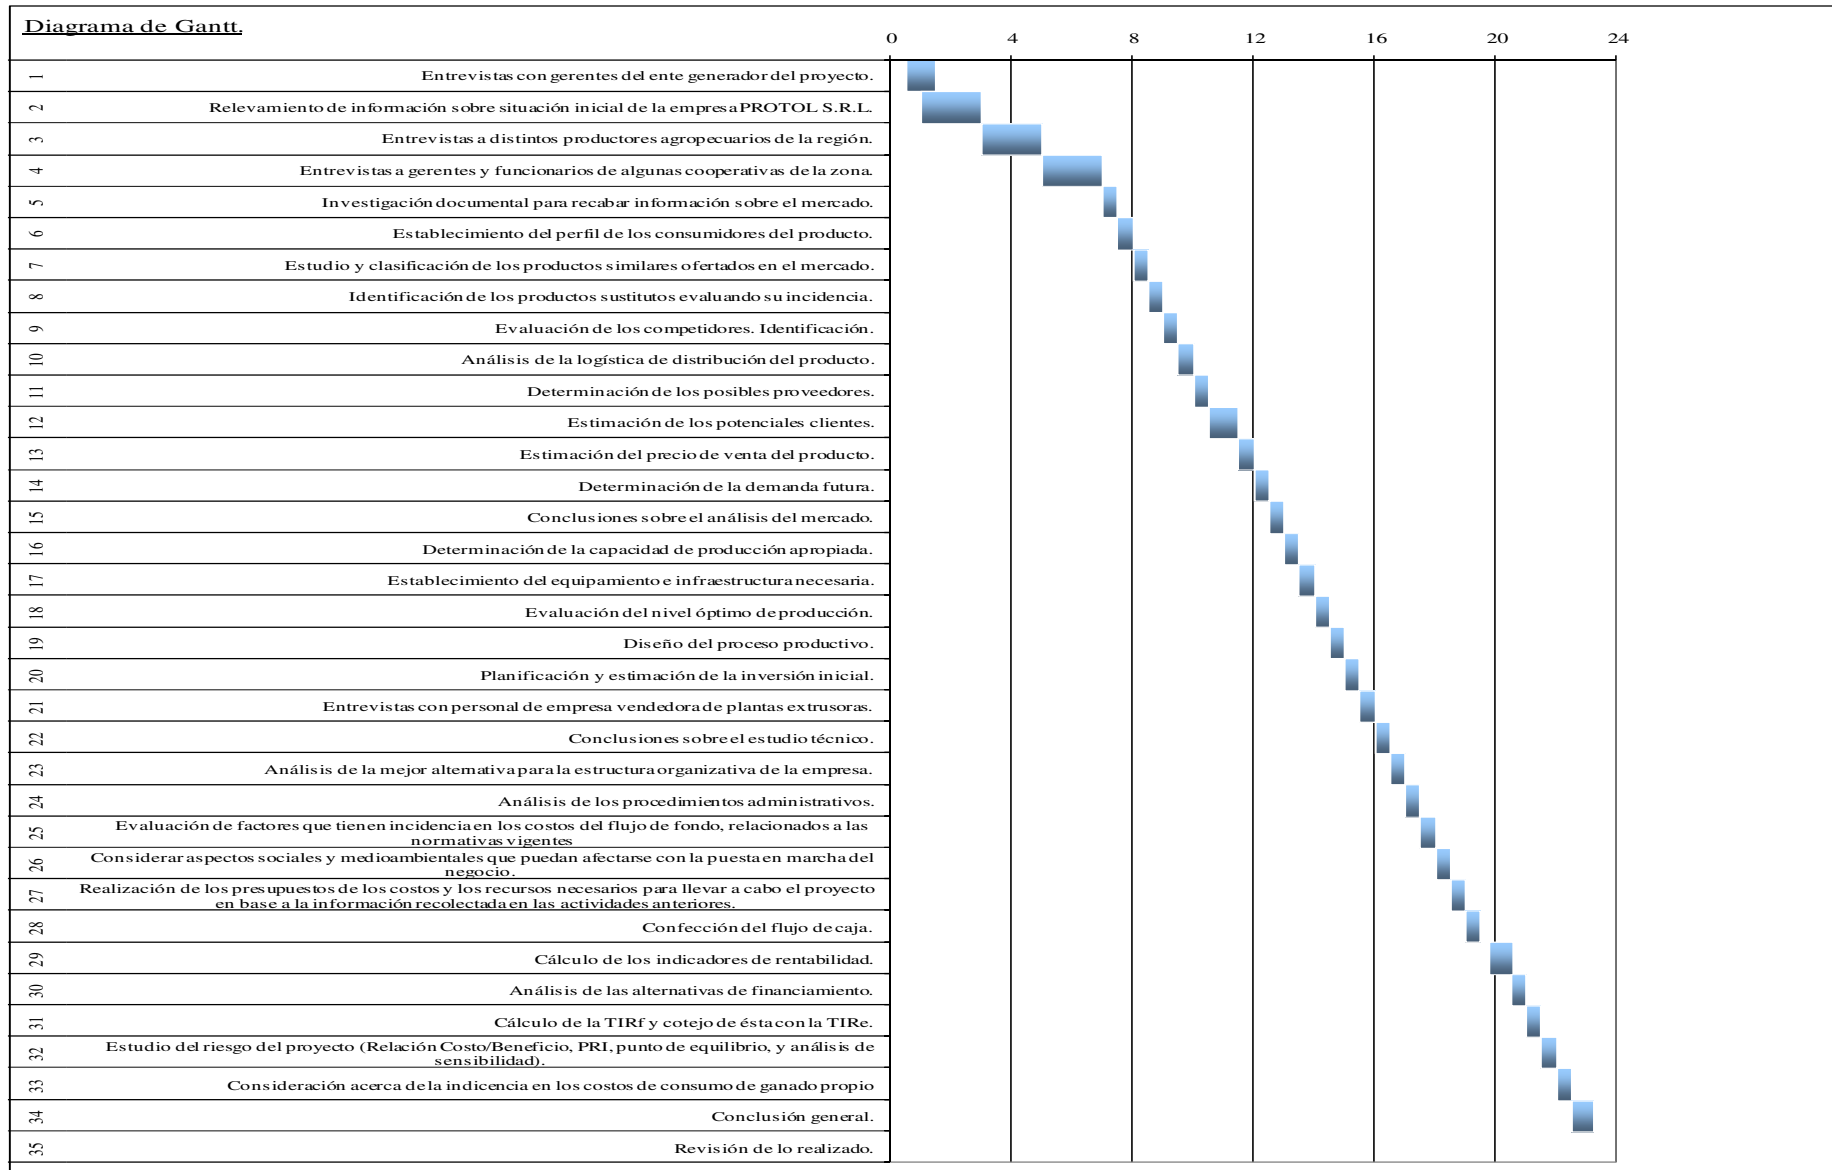 Diagrama de Gantt.
0 4 8 12 16 20 24
1 Entrevistas con gerentes del ente generador del proyecto.
2 Relevamiento de información sobre situación inicial de la empresa PROTOL S.R.L.
3 Entrevistas a distintos productores agropecuarios de la región.
4 Entrevistas a gerentes y funcionarios de algunas cooperativas de la zona.
5 Investigación documental para recabar información sobre el mercado.
6 Establecimiento del perfil de los consumidores del producto.
7 Estudio y clasificación de los productos similares ofertados en el mercado.
8 Identificación de los productos sustitutos evaluando su incidencia.
9 Evaluación de los competidores. Identificación.
10 Análisis de la logística de distribución del producto.
11 Determinación de los posibles proveedores.
12 Estimación de los potenciales clientes.
13 Estimación del precio de venta del producto.
14 Determinación de la demanda futura.
15 Conclusiones sobre el análisis del mercado.
16 Determinación de la capacidad de producción apropiada.
17 Establecimiento del equipamiento e infraestructura necesaria.
18 Evaluación del nivel óptimo de producción.
19 Diseño del proceso productivo.
20 Planificación y estimación de la inversión inicial.
21 Entrevistas con personal de empresa vendedora de plantas extrusoras.
22 Conclusiones sobre el estudio técnico.
23 Análisis de la mejor alternativa para la estructura organizativa de la empresa.
24 Análisis de los procedimientos administrativos.
25 Evaluación de factores que tienen incidencia en los costos del flujo de fondo, relacionados a las
normativas vigentes
26 Considerar aspectos sociales y medioambientales que puedan afectarse con la puesta en marcha del
negocio.
27 Realización de los presupuestos de los costos y los recursos necesarios para llevar a cabo el proyecto
en base a la información recolectada en las actividades anteriores.
28 Confección del flujo de caja.
29 Cálculo de los indicadores de rentabilidad.
30 Análisis de las alternativas de financiamiento.
31 Cálculo de la TIRf y cotejo de ésta con la TIRe.
32 Estudio del riesgo del proyecto (Relación Costo/Beneficio, PRI, punto de equilibrio, y análisis de
sensibilidad).
33 Consideración acerca de la indicencia en los costos de consumo de ganado propio
34 Conclusión general.
35 Revisión de lo realizado.